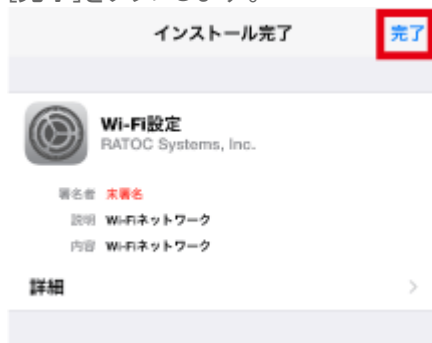 [完了]をタップします。
インストール完了
完了
Wi-Fi設定
RATOC Systems, Inc.
署名者 未署名
説明 Wi-Fiネットワーク
内容 Wi-Fiネットワーク
詳細